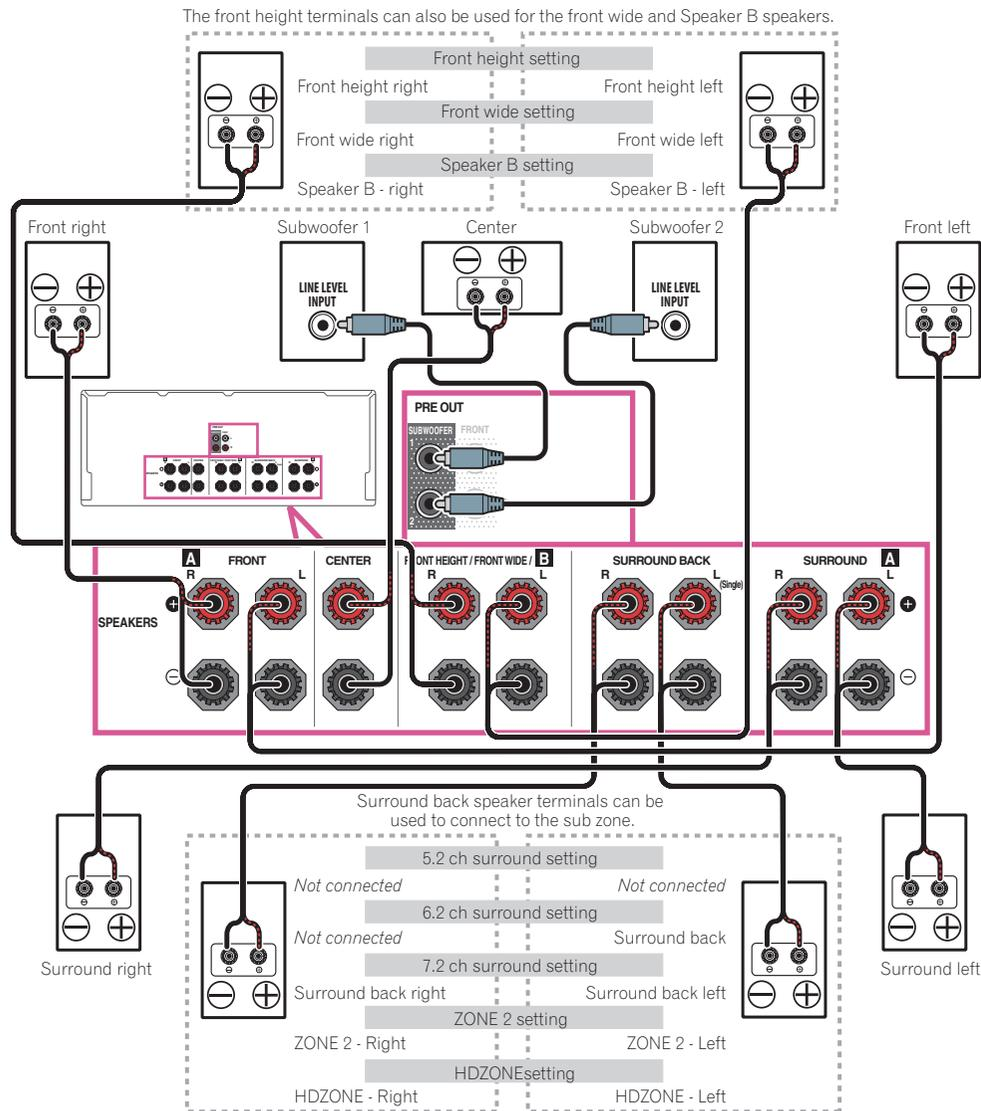 The front height terminals can also be used for the front wide and Speaker B speakers.
Front height setting
Front height right
Front height left
Front wide setting
Front wide right
Front wide left
Speaker B setting
Speaker B - right
Speaker B - left
Front right
Subwoofer 1
Center
Subwoofer 2
Front left
LINE LEVEL
INPUT
LINE LEVEL
INPUT
PRE OUT
SUBWOOFER
FRONT
1
2
A
FRONT
CENTER
FRONT HEIGHT / FRONT WIDE /
B
SURROUND BACK
SURROUND
A
R
L
R
L
R
L
(Single)
R
L
SPEAKERS
Surround back speaker terminals can be
used to connect to the sub zone.
5.2 ch surround setting
Not connected
Not connected
6.2 ch surround setting
Not connected
Surround back
7.2 ch surround setting
Surround back right
Surround back left
ZONE 2 setting
ZONE 2 - Right
ZONE 2 - Left
HDZONEsetting
HDZONE - Right
HDZONE - Left
Surround right
Surround left